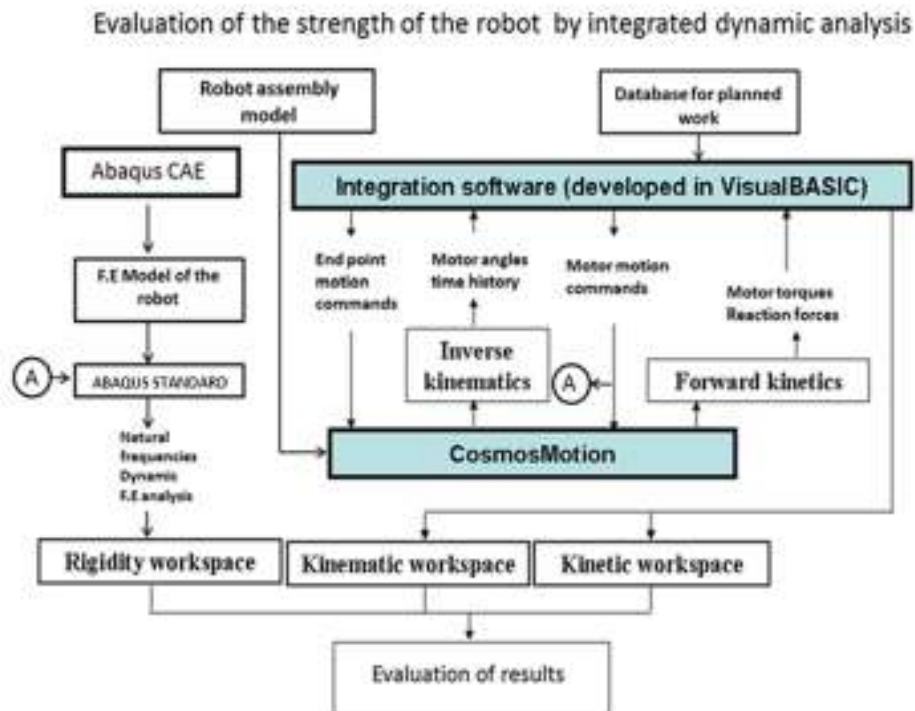 Evaluation of the strength of the robot by integrated dynamic analysis
Robot assembly
model
Database for planned
work
Abaqus CAE
Integration software (developed in VisualBASIC)
End point
motion
commands
Motor angles
time history
Motor motion
commands
Motor torques
Reaction forces
F.E Model of the
robot
Inverse
kinematics
A
ABAQUS STANDARD
A
Forward kinetics
CosmosMotion
Natural
frequencies
Dynamic
F.E analysis
Rigidity workspace
Kinematic workspace
Kinetic workspace
Evaluation of results